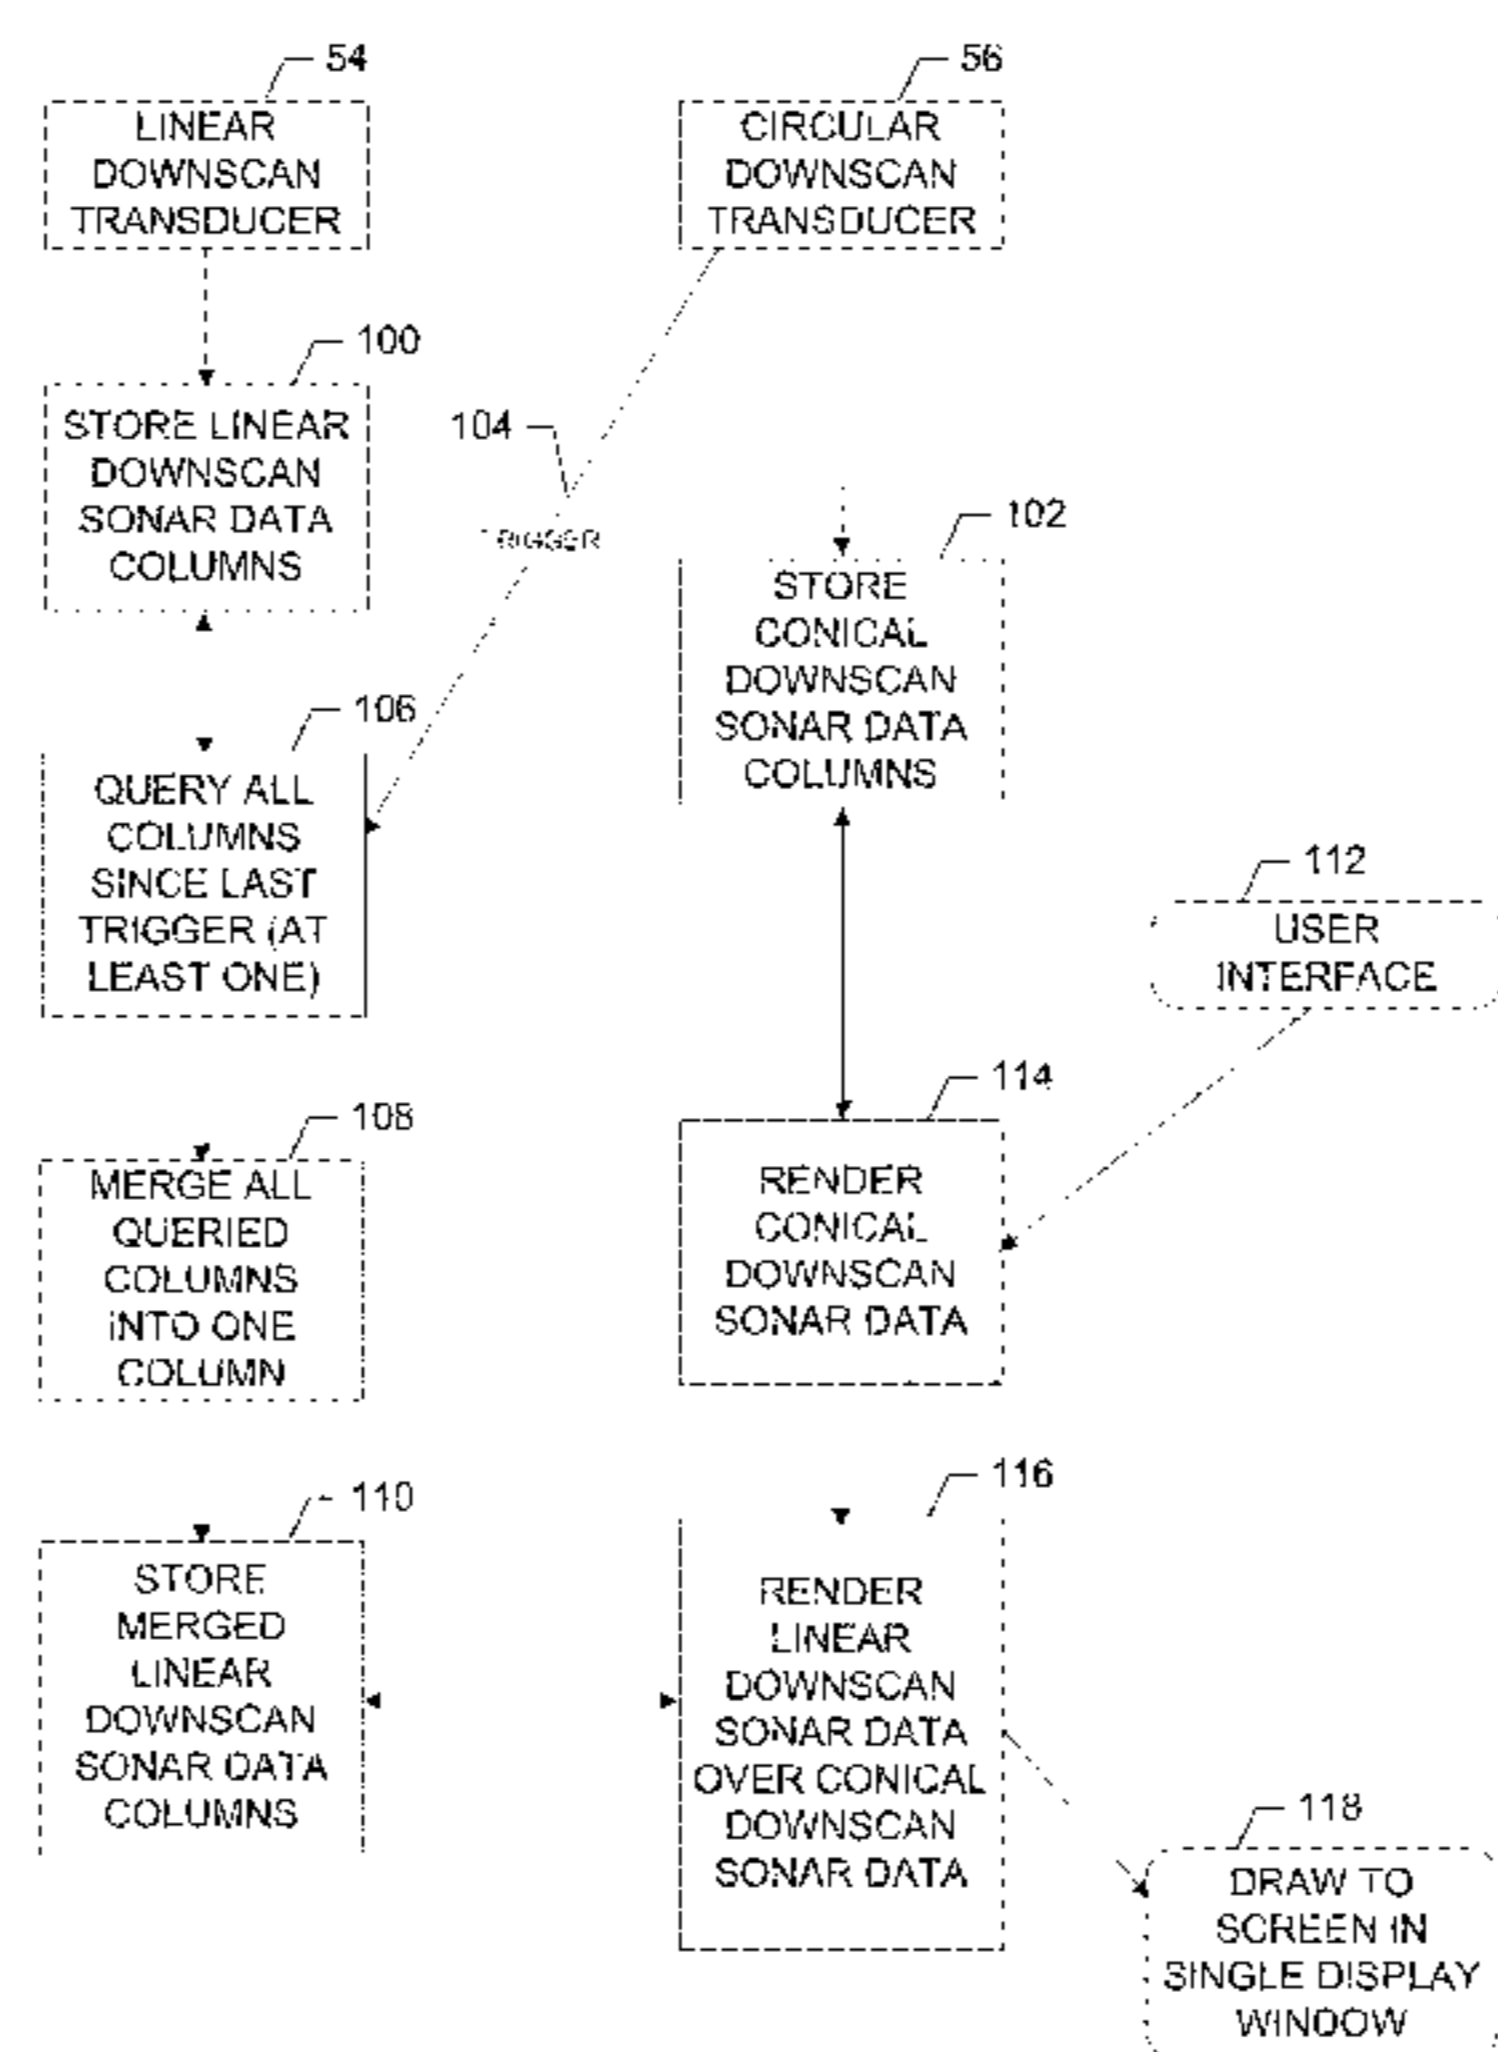 54
LINEAR
DOWNSCAN
TRANSDUCER
56
CIRCULAR
DOWNSCAN
TRANSDUCER
100
STORE LINEAR
DOWNSCAN
SONAR DATA
COLUMNS
104
TRIGGER
102
STORE
CONICAL
DOWNSCAN
SONAR DATA
COLUMNS
106
QUERY ALL
COLUMNS
SINCE LAST
TRIGGER (AT
LEAST ONE)
112
USER
INTERFACE
108
MERGE ALL
QUERIED
COLUMNS
INTO ONE
COLUMN
114
RENDER
CONICAL
DOWNSCAN
SONAR DATA
110
STORE
MERGED
LINEAR
DOWNSCAN
SONAR DATA
COLUMNS
116
RENDER
LINEAR
DOWNSCAN
SONAR DATA
OVER CONICAL
DOWNSCAN
SONAR DATA
118
DRAW TO
SCREEN IN
SINGLE DISPLAY
WINDOW